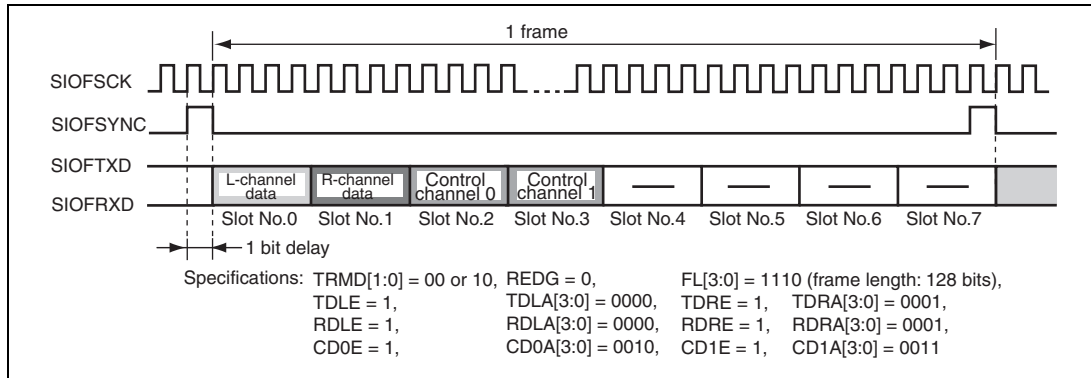 1 frame
SIOFSCK
SIOFSYNC
SIOFTXD
SIOFRXD
L-channel data
R-channel data
Control channel 0
Control channel 1
Slot No.0 Slot No.1 Slot No.2 Slot No.3 Slot No.4 Slot No.5 Slot No.6 Slot No.7
1 bit delay
Specifications: TRMD[1:0] = 00 or 10, REDG = 0, FL[3:0] = 1110 (frame length: 128 bits),
TDLE = 1, TDLA[3:0] = 0000, TDRE = 1, TDRA[3:0] = 0001,
RDLE = 1, RDLA[3:0] = 0000, RDRE = 1, RDRA[3:0] = 0001,
CD0E = 1, CD0A[3:0] = 0010, CD1E = 1, CD1A[3:0] = 0011